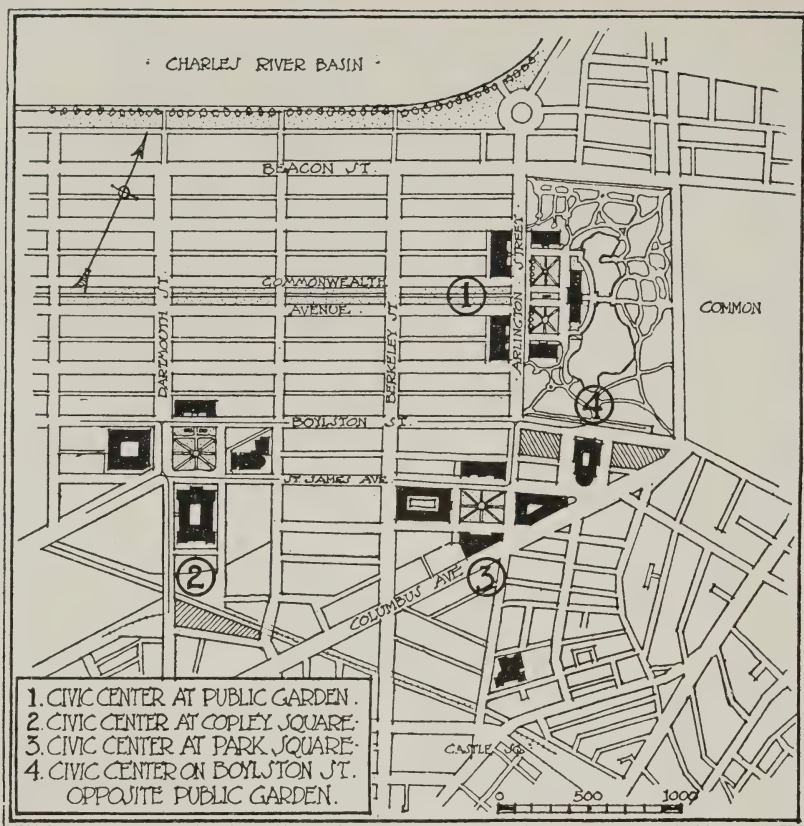 · CHARLES RIVER BASIN ·
BEACON ST.
COMMONWEALTH
AVENUE.
ARLINGTON STREET
COMMON
DARTMOUTH ST.
BERKELEY ST.
1
4
BOYLSTON ST.
ST. JAMES AVE.
2
3
COLUMBUS AVE.
1. CIVIC CENTER AT PUBLIC GARDEN.
2. CIVIC CENTER AT COPLEY SQUARE·
3. CIVIC CENTER AT PARK SQUARE·
4. CIVIC CENTER ON BOYLSTON ST.
OPPOSITE PUBLIC GARDEN.
CASTLE SQ.
0 500 1000